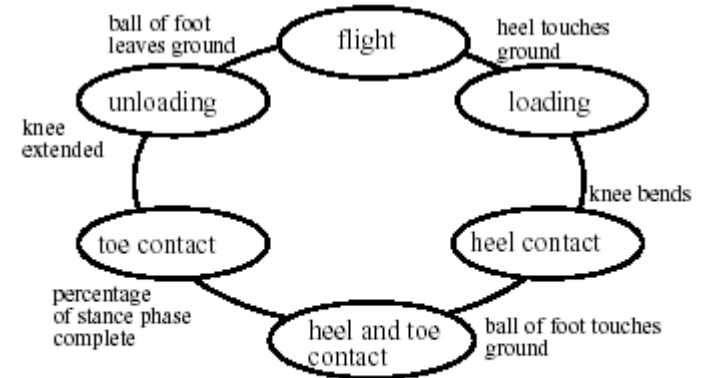 ball of foot
leaves ground
flight
heel touches
ground
unloading
loading
knee
extended
knee bends
toe contact
heel contact
percentage
of stance phase
complete
heel and toe
contact
ball of foot touches
ground